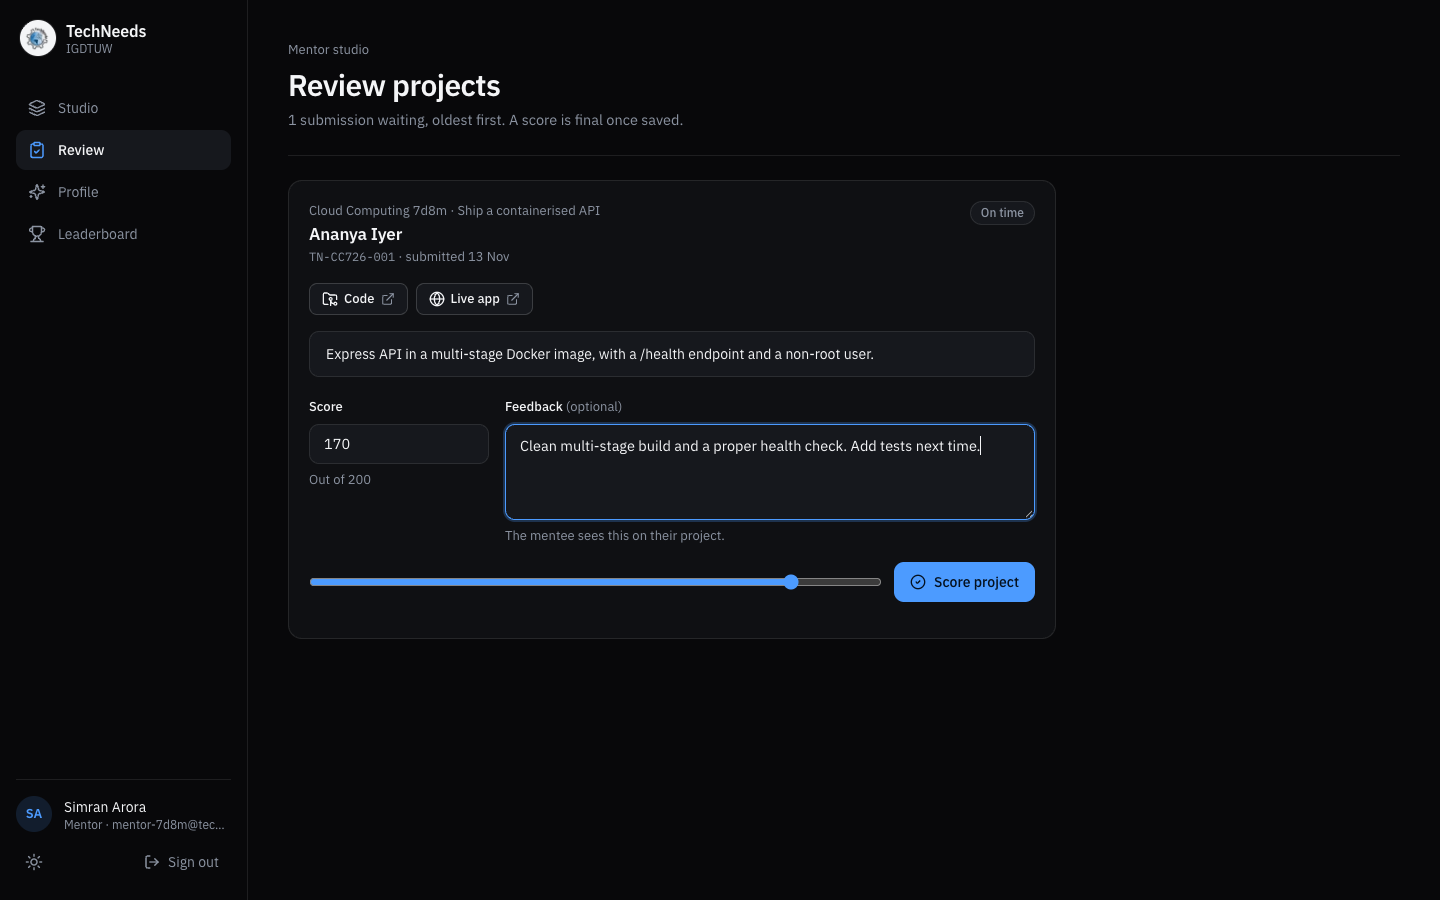 TechNeeds
IGDTUW
Studio
Review
Profile
Leaderboard
Simran Arora
Mentor · mentor-7d8m@tec...
Sign out
Mentor studio
Review projects
1 submission waiting, oldest first. A score is final once saved.
Cloud Computing 7d8m · Ship a containerised API
On time
Ananya Iyer
TN-CC726-001 · submitted 13 Nov
Code
Live app
Express API in a multi-stage Docker image, with a /health endpoint and a non-root user.
Score
170
Out of 200
Feedback (optional)
Clean multi-stage build and a proper health check. Add tests next time.
The mentee sees this on their project.
Score project